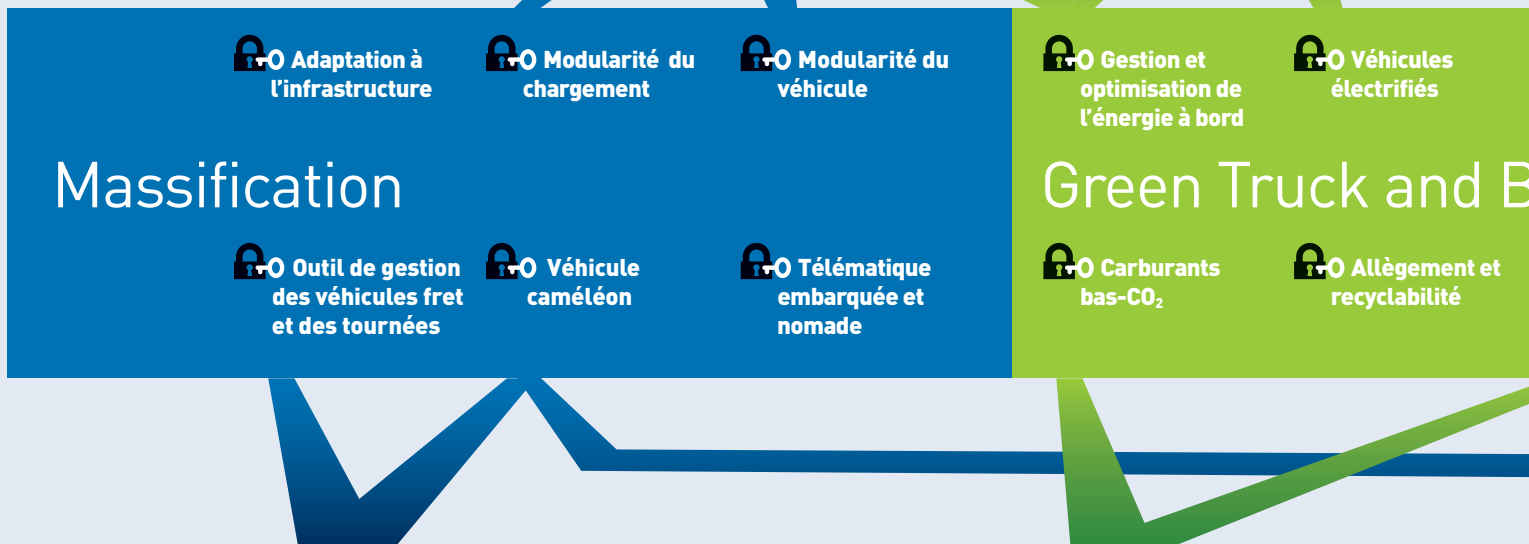 Adaptation à
l'infrastructure
Modularité du
chargement
Modularité du
véhicule
Massification
Outil de gestion
des véhicules fret
et des tournées
Véhicule
caméléon
Télématique
embarquée et
nomade
Gestion et
optimisation de
l'énergie à bord
Véhicules
électrifiés
Green Truck and B
Carburants
bas-CO₂
Allègement et
recyclabilité